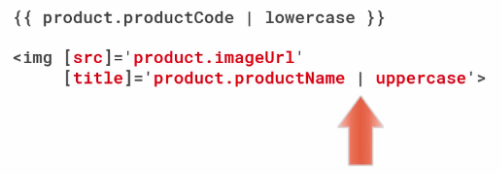 {{ product.productCode | lowercase }}
<img [src]='product.imageUrl'
[title]='product.productName | uppercase'>